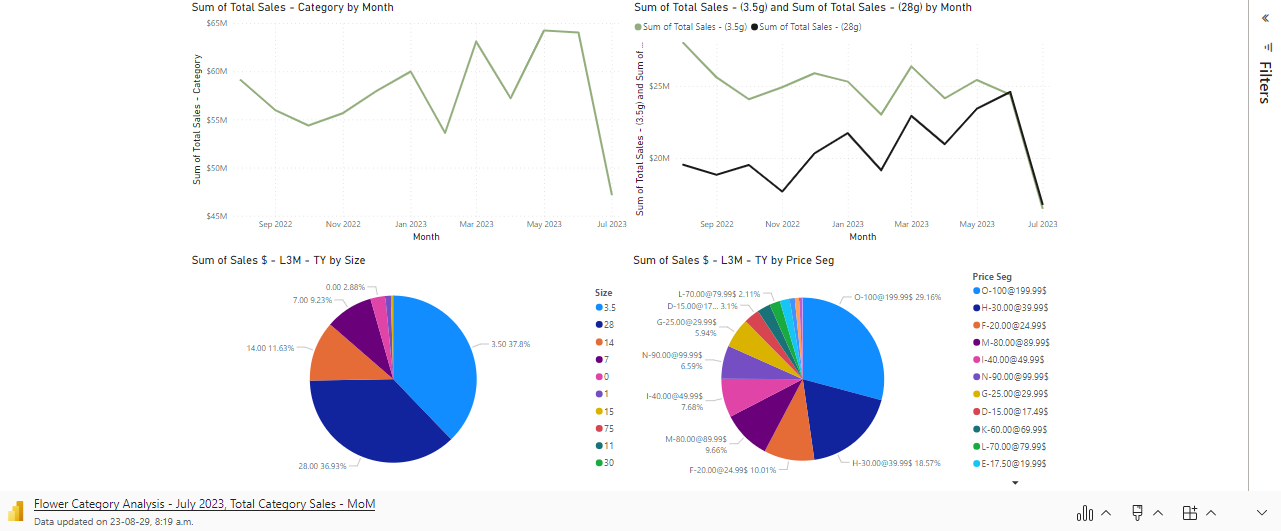 Sum of Total Sales - Category by Month
$65M
$60M
$55M
$50M
$45M
Sum of Total Sales - Category
Sep 2022
Nov 2022
Jan 2023
Mar 2023
May 2023
Jul 2023
Month
Sum of Total Sales - (3.5g) and Sum of Total Sales - (28g) by Month
Sum of Total Sales - (3.5g)
Sum of Total Sales - (28g)
Sum of Total Sales - (3.5g) and Sum of ...
$25M
$20M
Sep 2022
Nov 2022
Jan 2023
Mar 2023
May 2023
Jul 2023
Month
Filters
Sum of Sales $ - L3M - TY by Size
0.00 2.88%
7.00 9.23%
14.00 11.63%
3.50 37.8%
28.00 36.93%
Size
3.5
28
14
7
0
1
15
75
11
30
Sum of Sales $ - L3M - TY by Price Seg
L-70.00@79.99$ 2.11%
D-15.00@17... 3.1%
G-25.00@29.99$
5.94%
N-90.00@99.99$
6.59%
I-40.00@49.99$
7.68%
M-80.00@89.99$
9.66%
F-20.00@24.99$ 10.01%
O-100@199.99$ 29.16%
H-30.00@39.99$ 18.57%
Price Seg
O-100@199.99$
H-30.00@39.99$
F-20.00@24.99$
M-80.00@89.99$
I-40.00@49.99$
N-90.00@99.99$
G-25.00@29.99$
D-15.00@17.49$
K-60.00@69.99$
L-70.00@79.99$
E-17.50@19.99$
Flower Category Analysis - July 2023, Total Category Sales - MoM
Data updated on 23-08-29, 8:19 a.m.